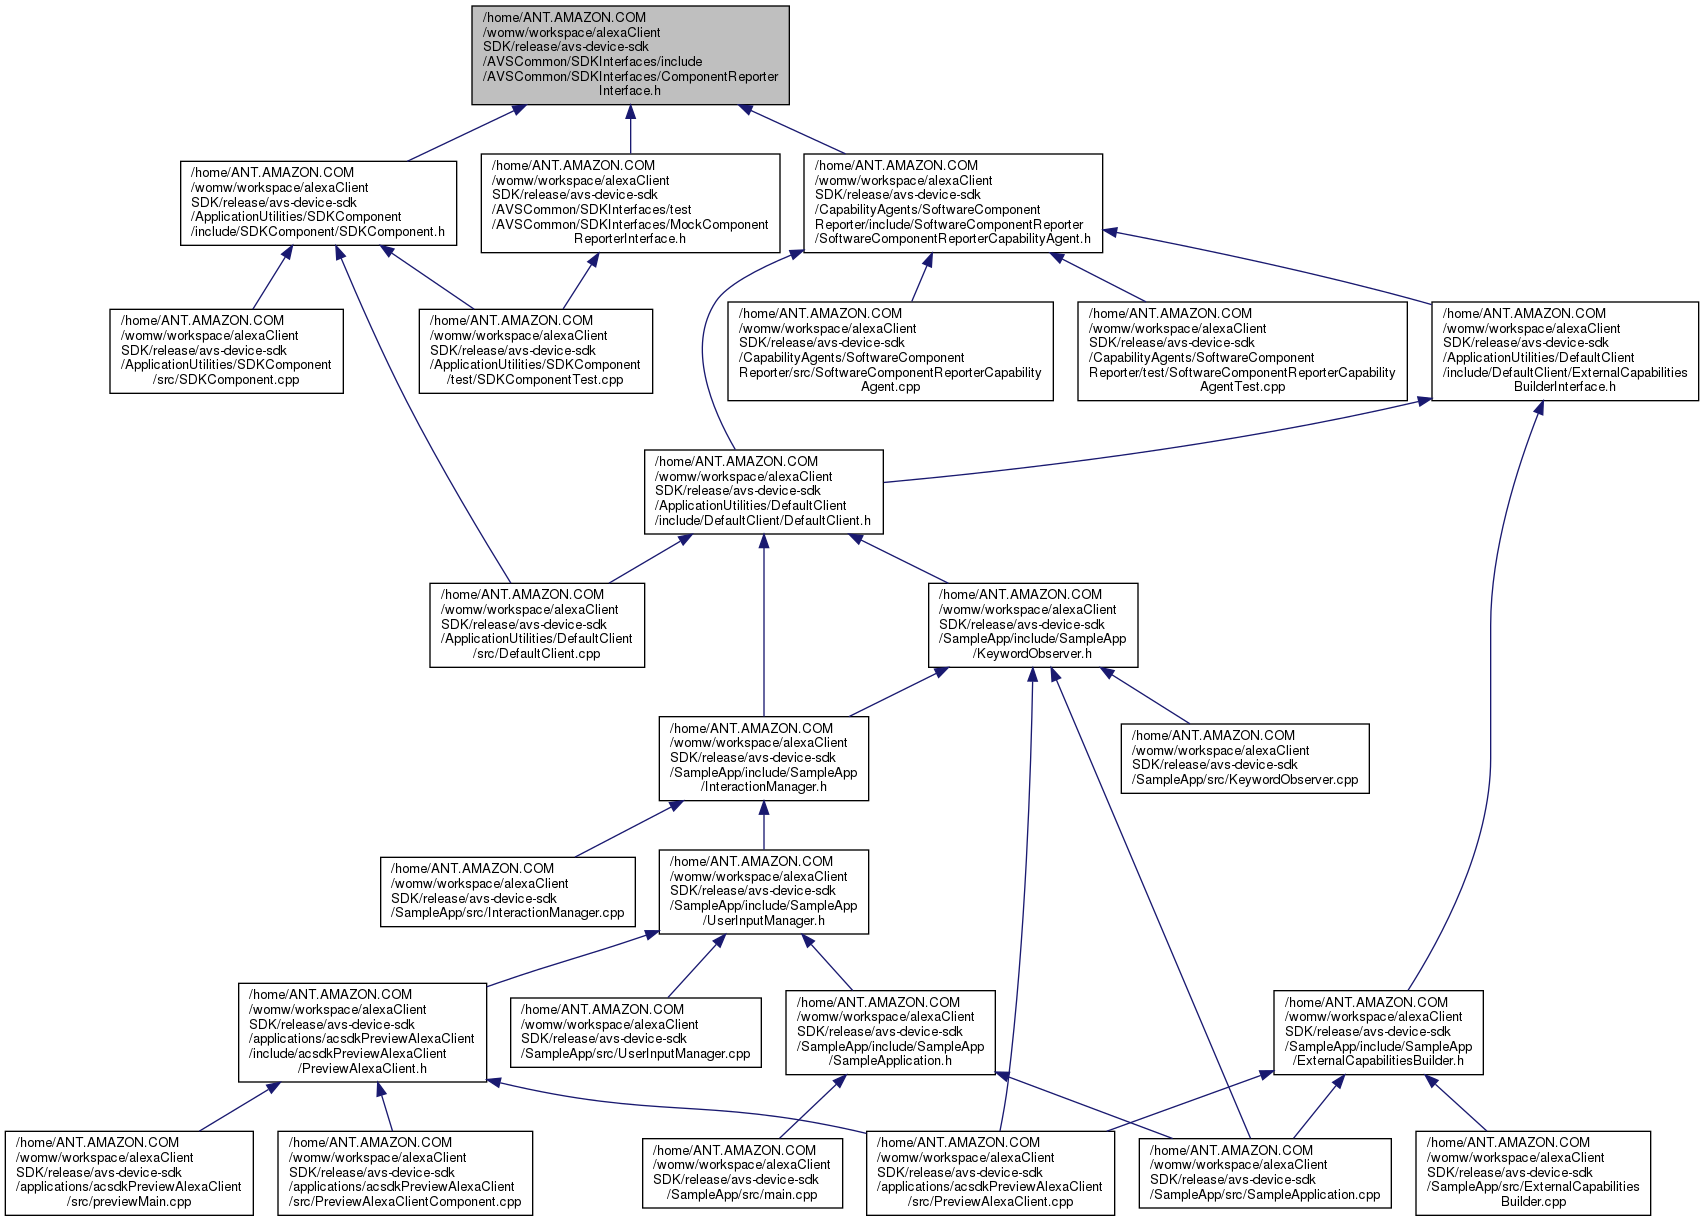 /home/ANT.AMAZON.COM
/womw/workspace/alexaClient
SDK/release/avs-device-sdk
/AVSCommon/SDKInterfaces/include
/AVSCommon/SDKInterfaces/ComponentReporter
Interface.h
/home/ANT.AMAZON.COM
/womw/workspace/alexaClient
SDK/release/avs-device-sdk
/ApplicationUtilities/SDKComponent
/include/SDKComponent/SDKComponent.h
/home/ANT.AMAZON.COM
/womw/workspace/alexaClient
SDK/release/avs-device-sdk
/AVSCommon/SDKInterfaces/test
/AVSCommon/SDKInterfaces/MockComponent
ReporterInterface.h
/home/ANT.AMAZON.COM
/womw/workspace/alexaClient
SDK/release/avs-device-sdk
/CapabilityAgents/SoftwareComponent
Reporter/include/SoftwareComponentReporter
/SoftwareComponentReporterCapabilityAgent.h
/home/ANT.AMAZON.COM
/womw/workspace/alexaClient
SDK/release/avs-device-sdk
/ApplicationUtilities/SDKComponent
/src/SDKComponent.cpp
/home/ANT.AMAZON.COM
/womw/workspace/alexaClient
SDK/release/avs-device-sdk
/ApplicationUtilities/SDKComponent
/test/SDKComponentTest.cpp
/home/ANT.AMAZON.COM
/womw/workspace/alexaClient
SDK/release/avs-device-sdk
/CapabilityAgents/SoftwareComponent
Reporter/src/SoftwareComponentReporterCapability
Agent.cpp
/home/ANT.AMAZON.COM
/womw/workspace/alexaClient
SDK/release/avs-device-sdk
/CapabilityAgents/SoftwareComponent
Reporter/test/SoftwareComponentReporterCapability
AgentTest.cpp
/home/ANT.AMAZON.COM
/womw/workspace/alexaClient
SDK/release/avs-device-sdk
/ApplicationUtilities/DefaultClient
/include/DefaultClient/ExternalCapabilities
BuilderInterface.h
/home/ANT.AMAZON.COM
/womw/workspace/alexaClient
SDK/release/avs-device-sdk
/ApplicationUtilities/DefaultClient
/include/DefaultClient/DefaultClient.h
/home/ANT.AMAZON.COM
/womw/workspace/alexaClient
SDK/release/avs-device-sdk
/ApplicationUtilities/DefaultClient
/src/DefaultClient.cpp
/home/ANT.AMAZON.COM
/womw/workspace/alexaClient
SDK/release/avs-device-sdk
/SampleApp/include/SampleApp
/KeywordObserver.h
/home/ANT.AMAZON.COM
/womw/workspace/alexaClient
SDK/release/avs-device-sdk
/SampleApp/include/SampleApp
/InteractionManager.h
/home/ANT.AMAZON.COM
/womw/workspace/alexaClient
SDK/release/avs-device-sdk
/SampleApp/src/KeywordObserver.cpp
/home/ANT.AMAZON.COM
/womw/workspace/alexaClient
SDK/release/avs-device-sdk
/SampleApp/src/InteractionManager.cpp
/home/ANT.AMAZON.COM
/womw/workspace/alexaClient
SDK/release/avs-device-sdk
/SampleApp/include/SampleApp
/UserInputManager.h
/home/ANT.AMAZON.COM
/womw/workspace/alexaClient
SDK/release/avs-device-sdk
/applications/acsdkPreviewAlexaClient
/include/acsdkPreviewAlexaClient
/PreviewAlexaClient.h
/home/ANT.AMAZON.COM
/womw/workspace/alexaClient
SDK/release/avs-device-sdk
/SampleApp/src/UserInputManager.cpp
/home/ANT.AMAZON.COM
/womw/workspace/alexaClient
SDK/release/avs-device-sdk
/SampleApp/include/SampleApp
/SampleApplication.h
/home/ANT.AMAZON.COM
/womw/workspace/alexaClient
SDK/release/avs-device-sdk
/SampleApp/include/SampleApp
/ExternalCapabilitiesBuilder.h
/home/ANT.AMAZON.COM
/womw/workspace/alexaClient
SDK/release/avs-device-sdk
/applications/acsdkPreviewAlexaClient
/src/previewMain.cpp
/home/ANT.AMAZON.COM
/womw/workspace/alexaClient
SDK/release/avs-device-sdk
/applications/acsdkPreviewAlexaClient
/src/PreviewAlexaClientComponent.cpp
/home/ANT.AMAZON.COM
/womw/workspace/alexaClient
SDK/release/avs-device-sdk
/SampleApp/src/main.cpp
/home/ANT.AMAZON.COM
/womw/workspace/alexaClient
SDK/release/avs-device-sdk
/applications/acsdkPreviewAlexaClient
/src/PreviewAlexaClient.cpp
/home/ANT.AMAZON.COM
/womw/workspace/alexaClient
SDK/release/avs-device-sdk
/SampleApp/src/SampleApplication.cpp
/home/ANT.AMAZON.COM
/womw/workspace/alexaClient
SDK/release/avs-device-sdk
/SampleApp/src/ExternalCapabilities
Builder.cpp